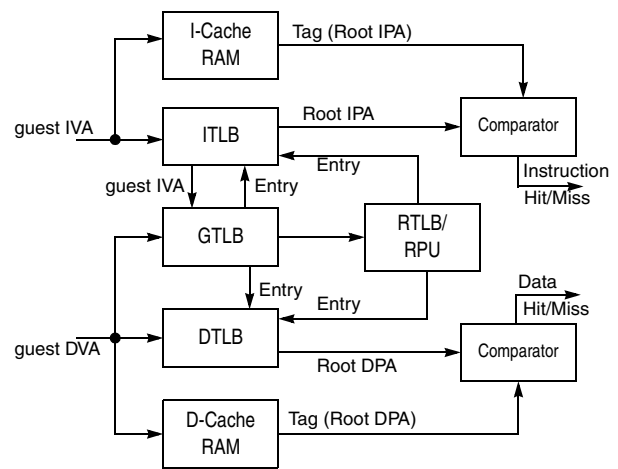 I-Cache
RAM
Tag (Root IPA)
guest IVA
ITLB
Root IPA
Comparator
Entry
Instruction
Hit/Miss
guest IVA
Entry
GTLB
RTLB/
RPU
Entry
Entry
Data
Hit/Miss
guest DVA
DTLB
Root DPA
Comparator
D-Cache
RAM
Tag (Root DPA)